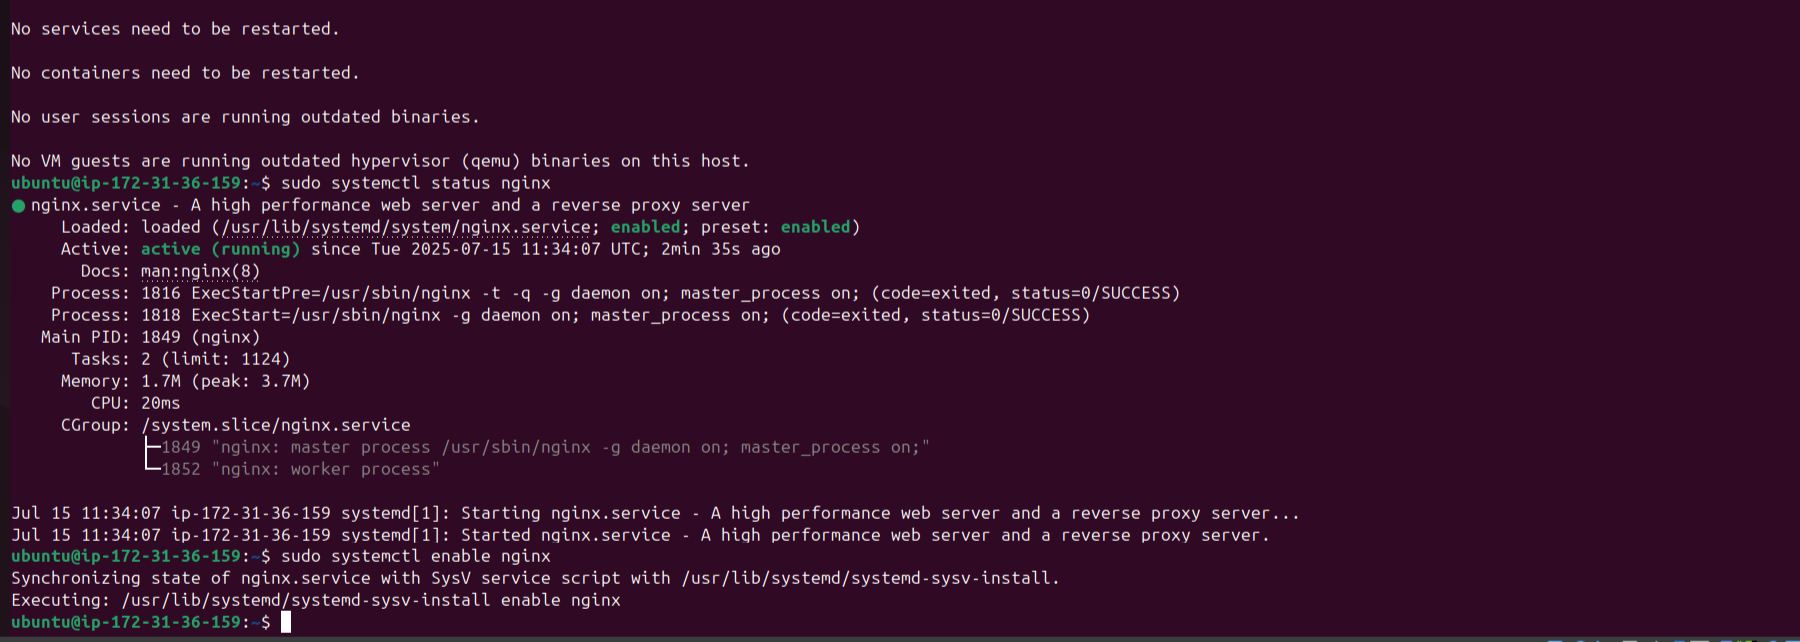 No services need to be restarted.
No containers need to be restarted.
No user sessions are running outdated binaries.
No VM guests are running outdated hypervisor (qemu) binaries on this host.
ubuntu@ip-172-31-36-159:~$ sudo systemctl status nginx
● nginx.service - A high performance web server and a reverse proxy server
     Loaded: loaded (/usr/lib/systemd/system/nginx.service; enabled; preset: enabled)
     Active: active (running) since Tue 2025-07-15 11:34:07 UTC; 2min 35s ago
       Docs: man:nginx(8)
    Process: 1816 ExecStartPre=/usr/sbin/nginx -t -q -g daemon on; master_process on; (code=exited, status=0/SUCCESS)
    Process: 1818 ExecStart=/usr/sbin/nginx -g daemon on; master_process on; (code=exited, status=0/SUCCESS)
   Main PID: 1849 (nginx)
      Tasks: 2 (limit: 1124)
     Memory: 1.7M (peak: 3.7M)
        CPU: 20ms
     CGroup: /system.slice/nginx.service
             ├─1849 "nginx: master process /usr/sbin/nginx -g daemon on; master_process on;"
             └─1852 "nginx: worker process"
Jul 15 11:34:07 ip-172-31-36-159 systemd[1]: Starting nginx.service - A high performance web server and a reverse proxy server...
Jul 15 11:34:07 ip-172-31-36-159 systemd[1]: Started nginx.service - A high performance web server and a reverse proxy server.
ubuntu@ip-172-31-36-159:~$ sudo systemctl enable nginx
Synchronizing state of nginx.service with SysV service script with /usr/lib/systemd/systemd-sysv-install.
Executing: /usr/lib/systemd/systemd-sysv-install enable nginx
ubuntu@ip-172-31-36-159:~$